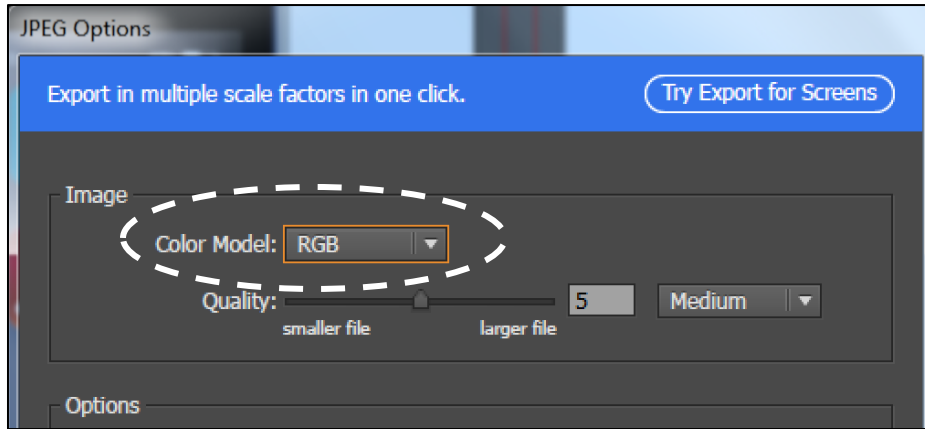 JPEG Options
Export in multiple scale factors in one click. Try Export for Screens
Image
Color Model: RGB
Quality: 5 Medium
smaller file larger file
Options